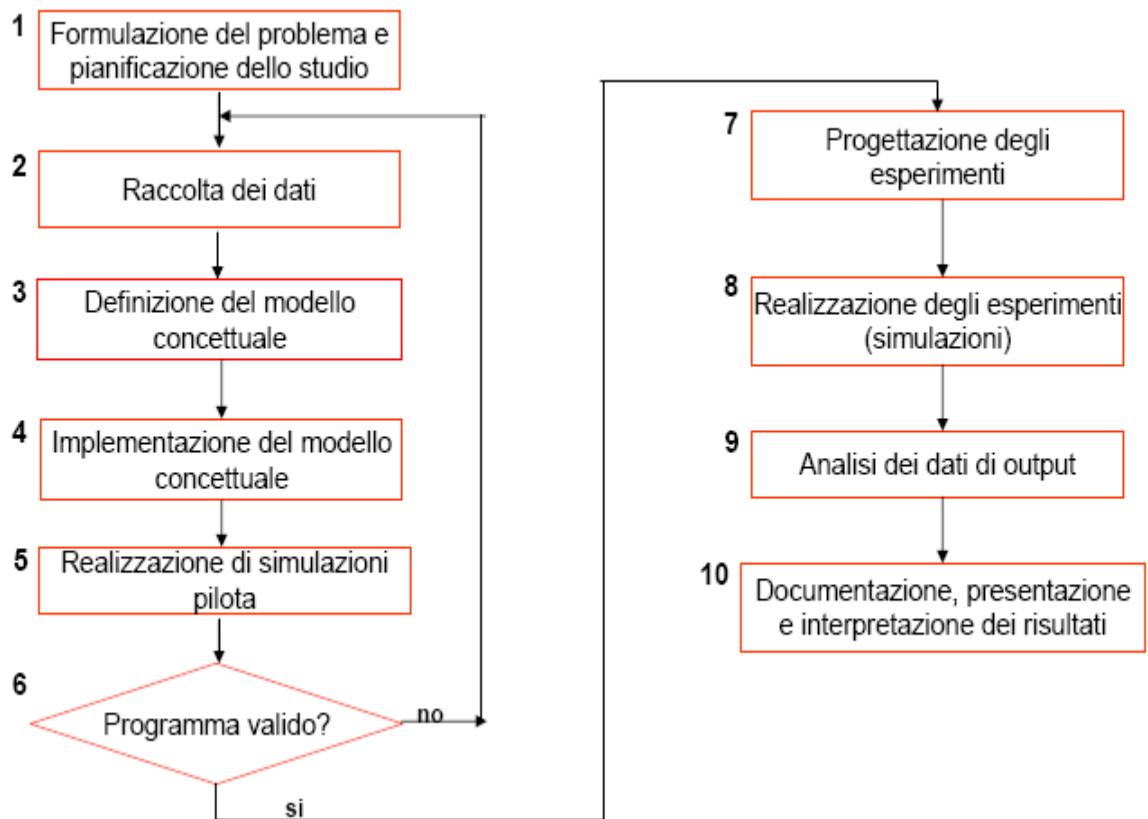 1
Formulazione del problema e
pianificazione dello studio
2
Raccolta dei dati
3
Definizione del modello
concettuale
4
Implementazione del modello
concettuale
5
Realizzazione di simulazioni
pilota
6
Programma valido?
no
si
7
Progettazione degli
esperimenti
8
Realizzazione degli esperimenti
(simulazioni)
9
Analisi dei dati di output
10
Documentazione, presentazione
e interpretazione dei risultati